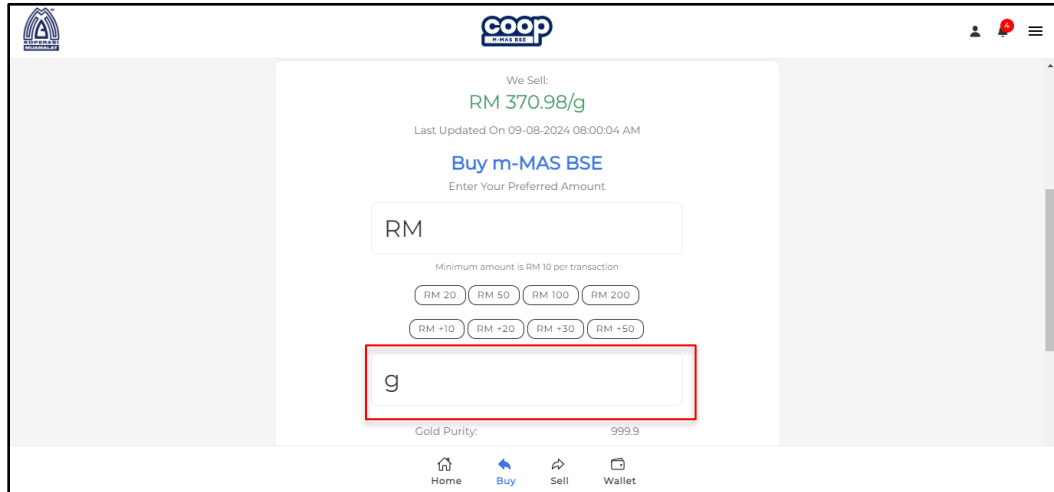 KOPERASI
MUAMALAT
coop
M-MAS BSE
4
We Sell:
RM 370.98/g
Last Updated On 09-08-2024 08:00:04 AM
Buy m-MAS BSE
Enter Your Preferred Amount
RM
Minimum amount is RM 10 per transaction
RM 20 RM 50 RM 100 RM 200
RM +10 RM +20 RM +30 RM +50
g
Gold Purity: 999.9
Home Buy Sell Wallet